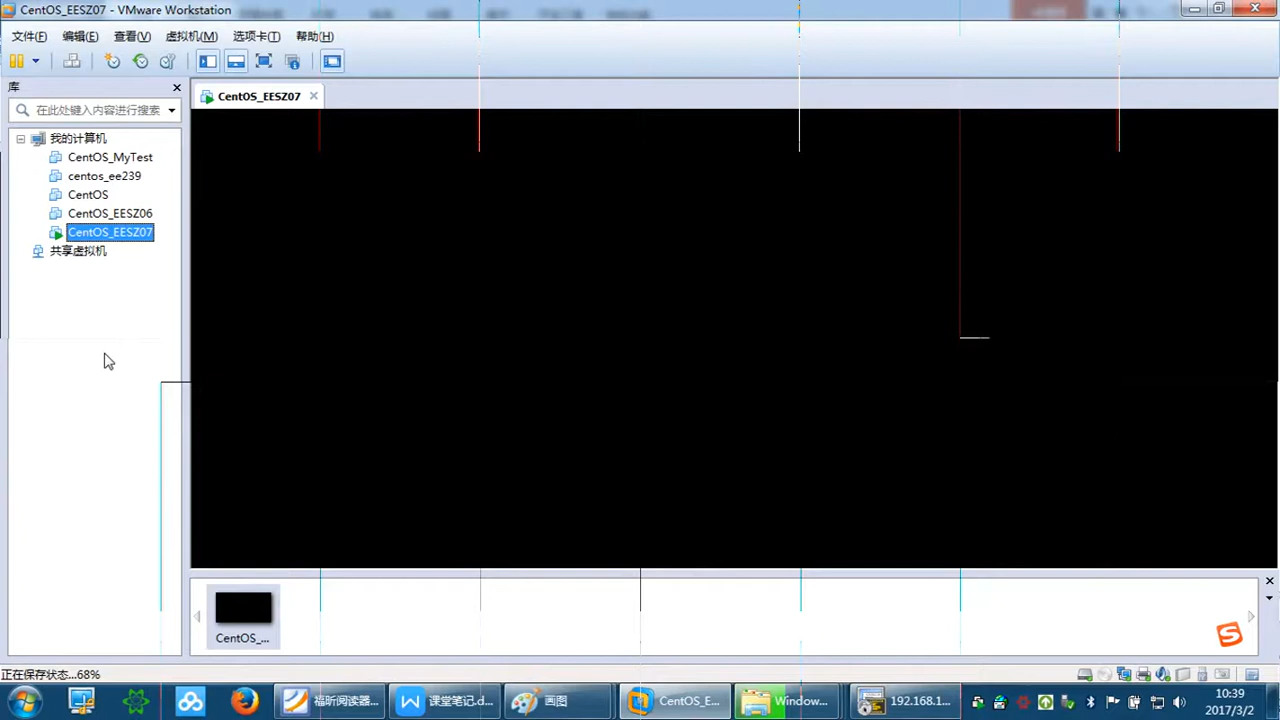 CentOS_EESZ07 - VMware Workstation
文件(F) 编辑(E) 查看(V) 虚拟机(M) 选项卡(T) 帮助(H)
库
CentOS_EESZ07
在此处键入内容进行搜索
我的计算机
CentOS_MyTest
centos_ee239
CentOS
CentOS_EESZ06
CentOS_EESZ07
共享虚拟机
CentOS_...
正在保存状态...68%
福昕阅读器... 课堂笔记.d... 画图 CentOS_E... Window... 192.168.1...
10:39
2017/3/2